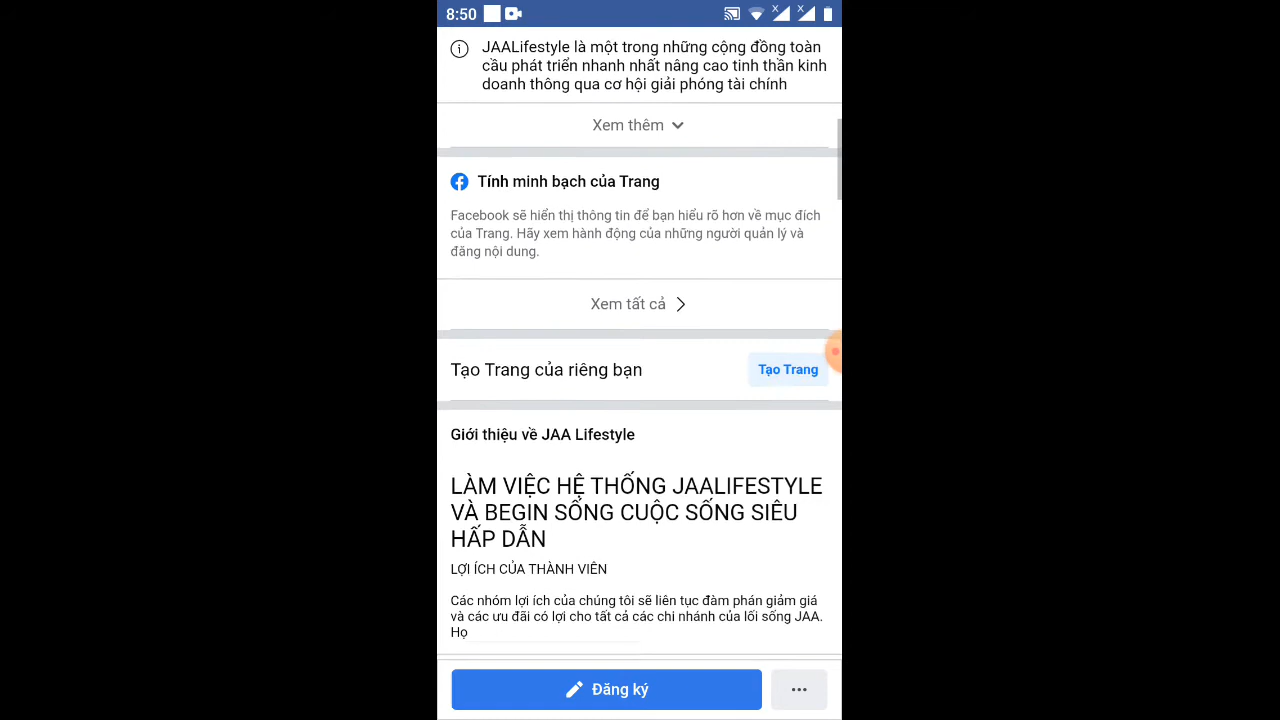 8:50
JAALifestyle là một trong những cộng đồng toàn
cầu phát triển nhanh nhất nâng cao tinh thần kinh
doanh thông qua cơ hội giải phóng tài chính
Xem thêm
Tính minh bạch của Trang
Facebook sẽ hiển thị thông tin để bạn hiểu rõ hơn về mục đích
của Trang. Hãy xem hành động của những người quản lý và
đăng nội dung.
Xem tất cả
Tạo Trang của riêng bạn
Tạo Trang
Giới thiệu về JAA Lifestyle
LÀM VIỆC HỆ THỐNG JAALIFESTYLE
VÀ BEGIN SỐNG CUỘC SỐNG SIÊU
HẤP DẪN
LỢI ÍCH CỦA THÀNH VIÊN
Các nhóm lợi ích của chúng tôi sẽ liên tục đàm phán giảm giá
và các ưu đãi có lợi cho tất cả các chi nhánh của lối sống JAA.
Họ
Đăng ký